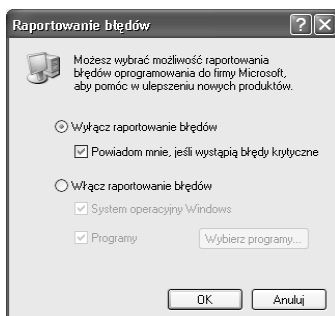 Raportowanie błędów
Możesz wybrać możliwość raportowania
błędów oprogramowania do firmy Microsoft,
aby pomóc w ulepszeniu nowych produktów.
Wyłącz raportowanie błędów
Powiadom mnie, jeśli wystąpią błędy krytyczne
Włącz raportowanie błędów
System operacyjny Windows
Programy
Wybierz programy...
OK
Anuluj